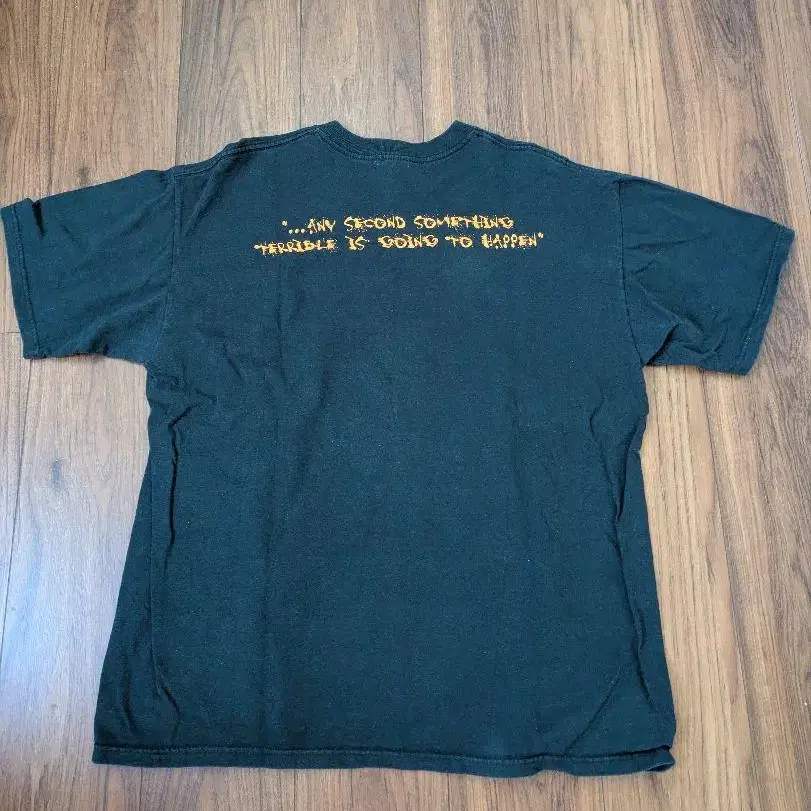 "...ANY SECOND SOMETHING
TERRIBLE IS GOING TO HAPPEN"